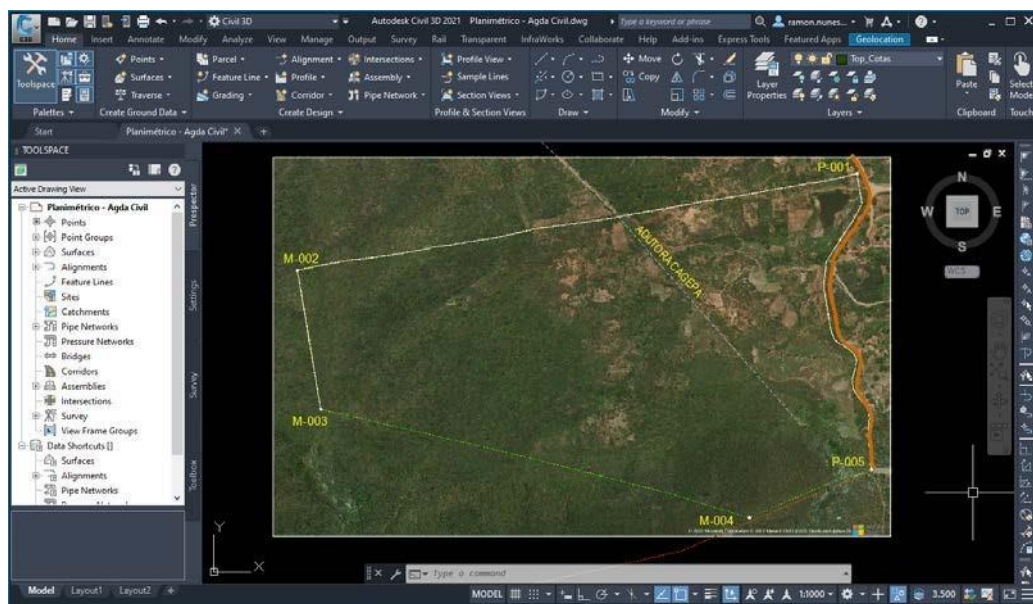 Civil 3D
Autodesk Civil 3D 2021 Planimétrico - Agda Civil.dwg
Type a keyword or phrase
ramon.nunes...
Home Insert Annotate Modify Analyze View Manage Output Survey Rail Transparent InfraWorks Collaborate Help Add-ins Express Tools Featured Apps Geolocation
Toolspace
Points
Surfaces
Traverse
Parcel
Feature Line
Grading
Alignment
Profile
Corridor
Intersections
Assembly
Pipe Network
Profile View
Sample Lines
Section Views
Move
Copy
Layer
Properties
Top_Cotas
Paste
Select
Mode
Palettes Create Ground Data Create Design Profile & Section Views Draw Modify Layers Clipboard Touch
Start Planimétrico - Agda Civil*
TOOLSPACE
Active Drawing View
Planimétrico - Agda Civil
Points
Point Groups
Surfaces
Alignments
Feature Lines
Sites
Catchments
Pipe Networks
Pressure Networks
Bridges
Corridors
Assemblies
Intersections
Survey
View Frame Groups
Data Shortcuts []
Surfaces
Alignments
Pipe Networks
Prospector
Settings
Survey
Toolbox
P-001
M-002
ADUTORA CAGEPA
M-003
P-005
M-004
N
W TOP E
S
WCS
Y
X
Type a command
Model Layout1 Layout2 +
MODEL 1:1000 3.500